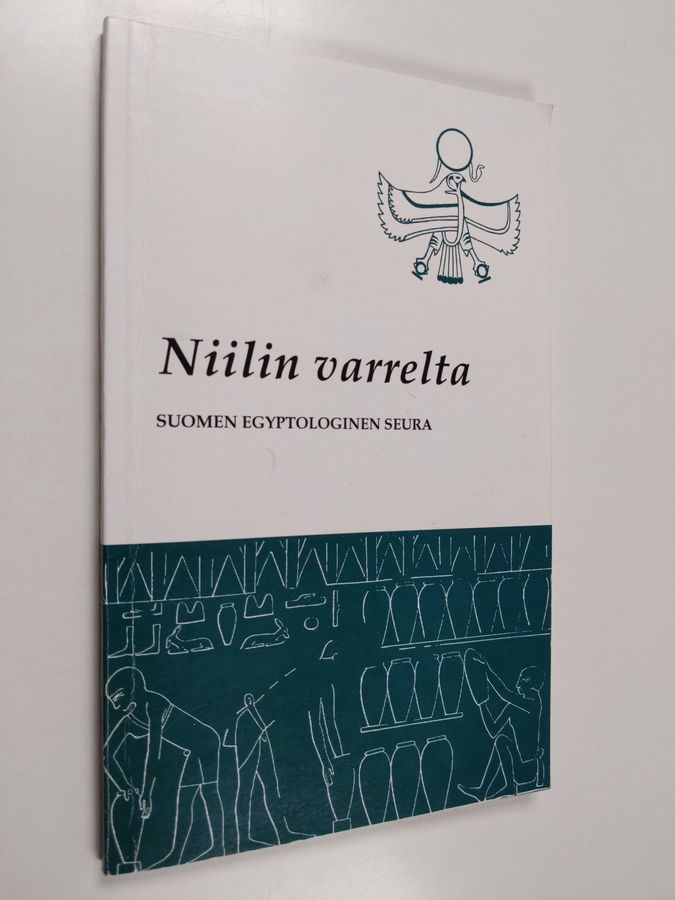 Niilin varrelta
SUOMEN EGYPTOLOGINEN SEURA